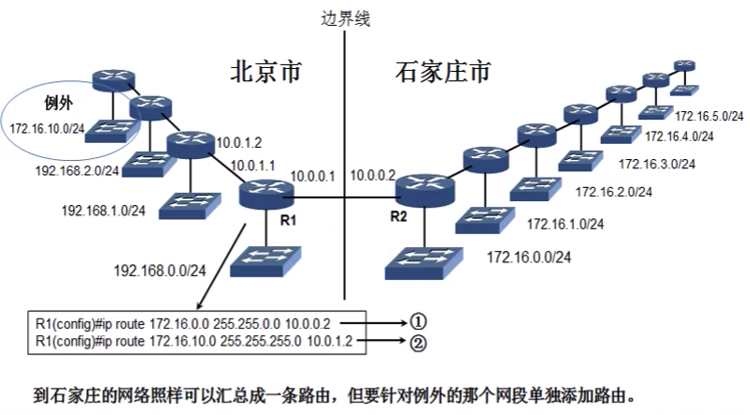 边界线
北京市
石家庄市
例外
172.16.10.0/24
192.168.2.0/24
192.168.1.0/24
192.168.0.0/24
10.0.1.2
10.0.1.1
10.0.0.1
10.0.0.2
R1
R2
172.16.5.0/24
172.16.4.0/24
172.16.3.0/24
172.16.2.0/24
172.16.1.0/24
172.16.0.0/24
R1(config)#ip route 172.16.0.0 255.255.0.0 10.0.0.2 ①
R1(config)#ip route 172.16.10.0 255.255.255.0 10.0.1.2 ②
到石家庄的网络照样可以汇总成一条路由，但要针对例外的那个网段单独添加路由。